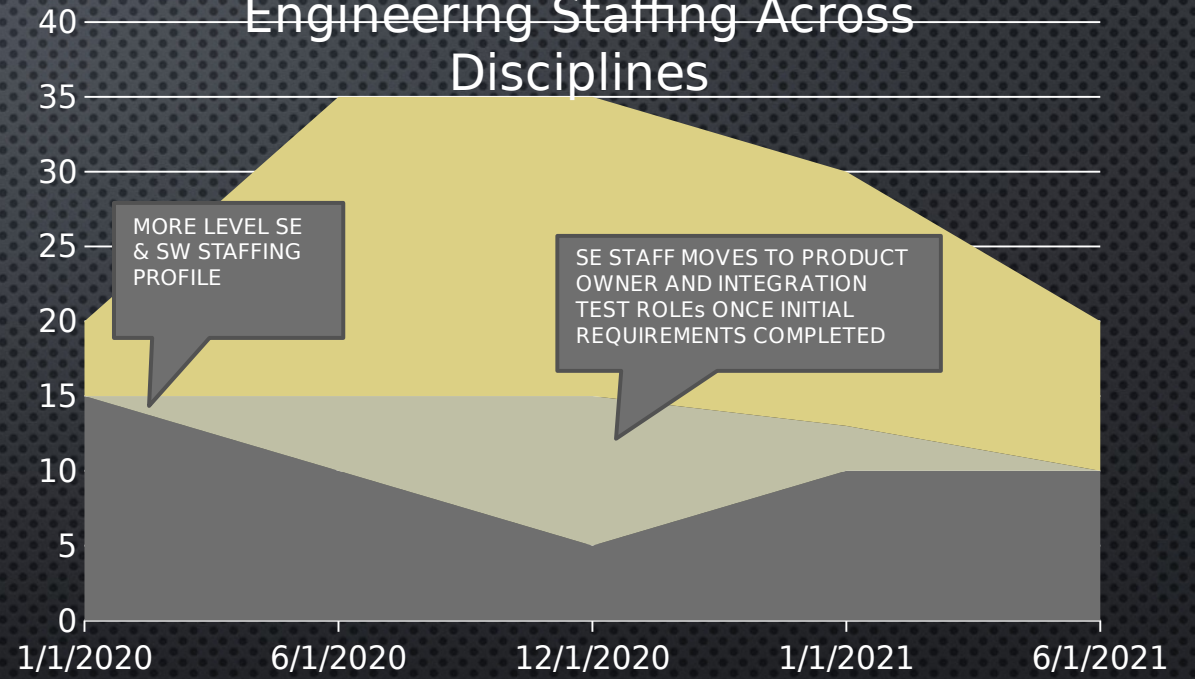 Engineering Staffing Across
Disciplines
40
35
30
25
20
15
10
5
0
MORE LEVEL SE
& SW STAFFING
PROFILE
SE STAFF MOVES TO PRODUCT
OWNER AND INTEGRATION
TEST ROLEs ONCE INITIAL
REQUIREMENTS COMPLETED
1/1/2020 6/1/2020 12/1/2020 1/1/2021 6/1/2021